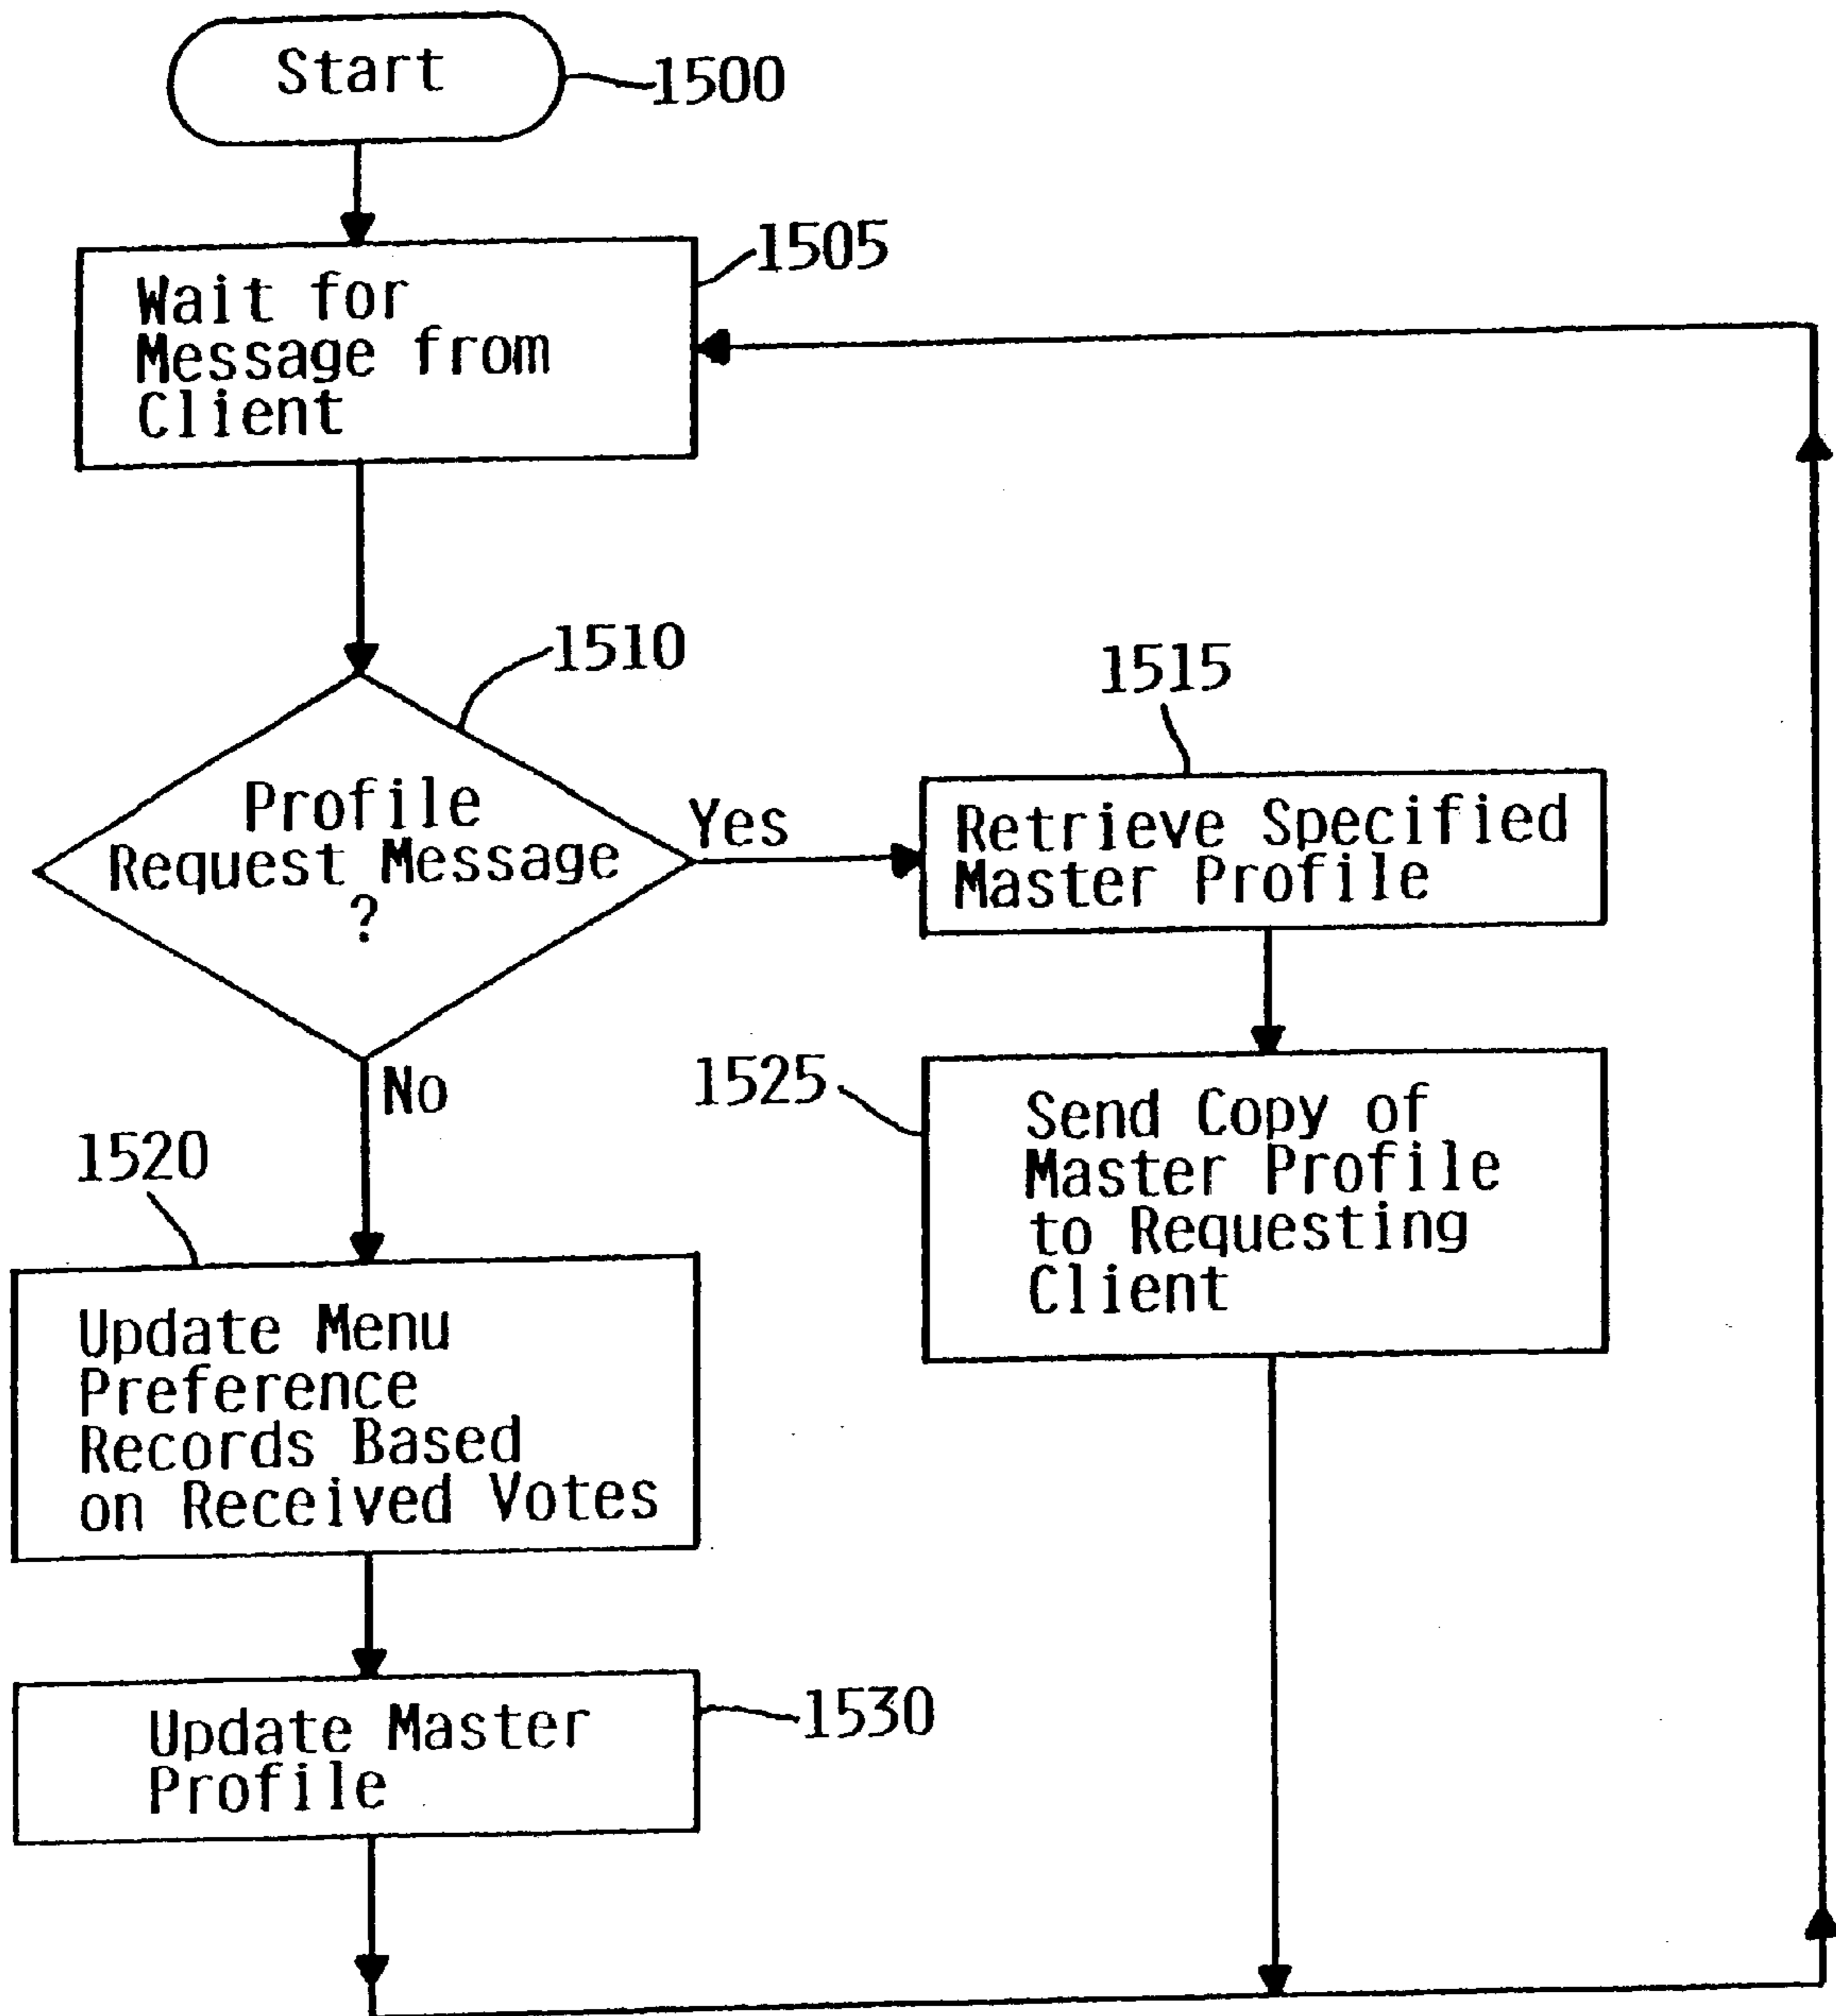 Start
1500
1505
Wait for
Message from
Client
1510
1515
Profile
Request Message
?
Yes
Retrieve Specified
Master Profile
No
1525
Send Copy of
Master Profile
to Requesting
Client
1520
Update Menu
Preference
Records Based
on Received Votes
1530
Update Master
Profile